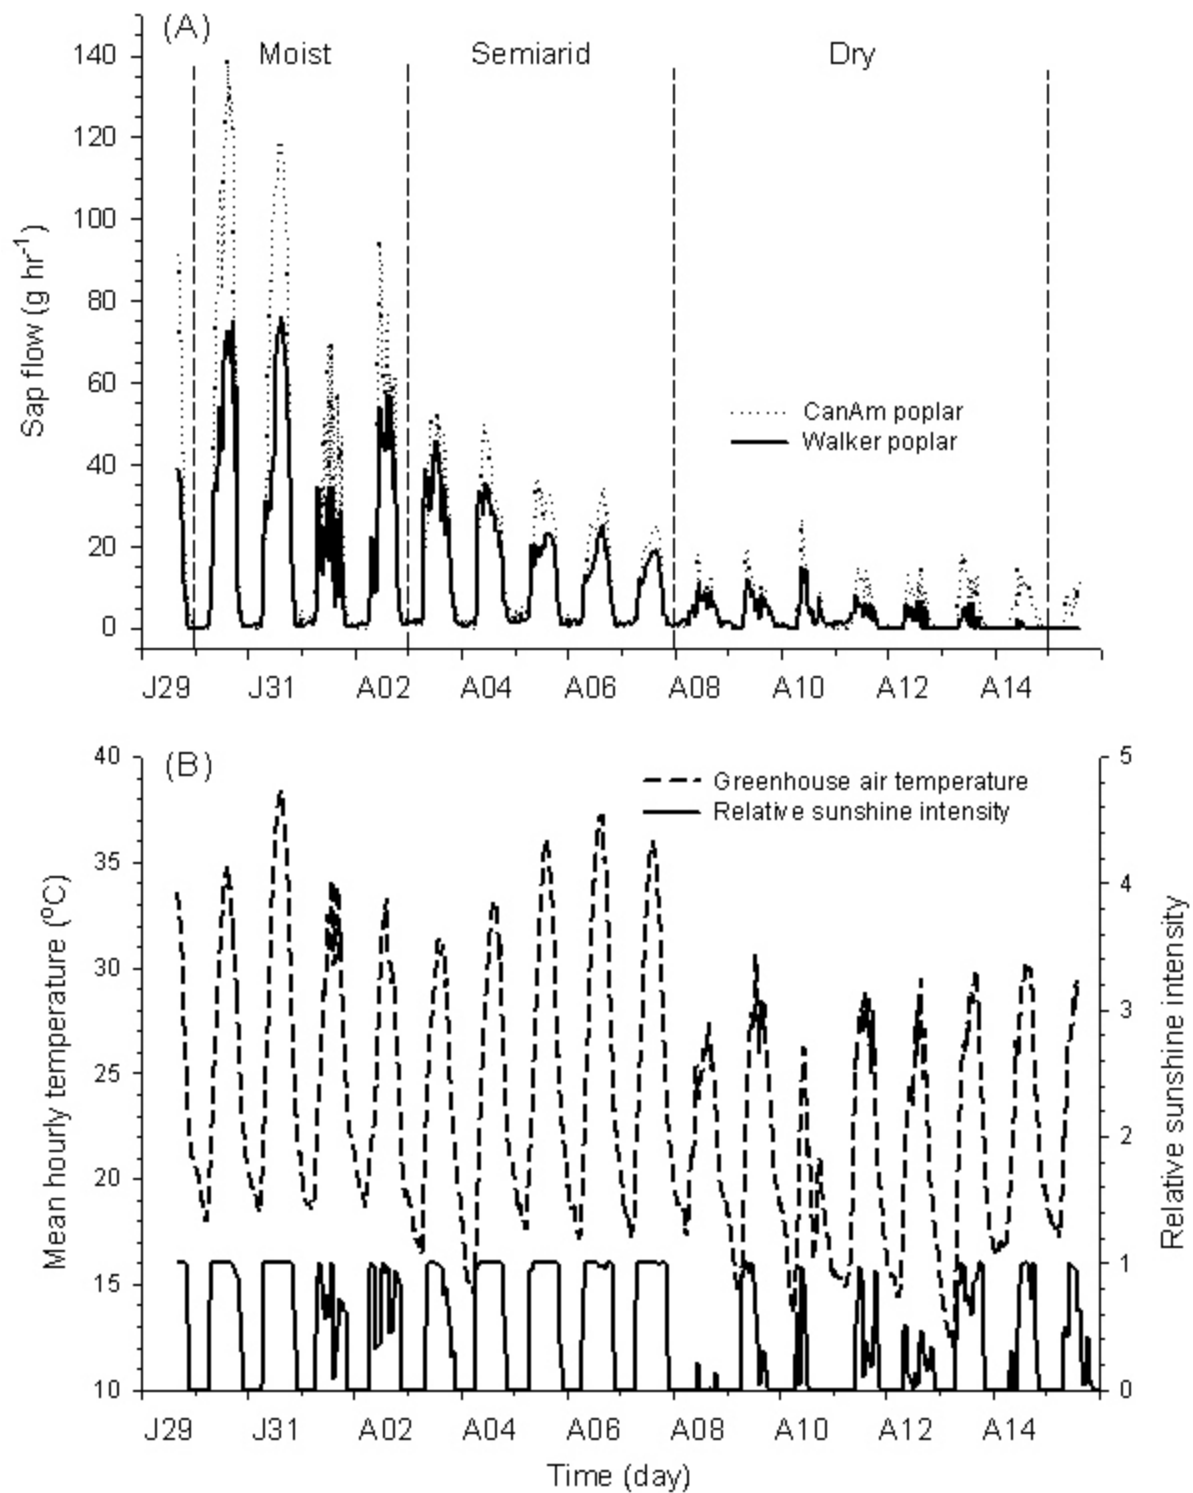 (A)
Moist Semiarid Dry
140
120
100
80
60
40
20
0
Sap flow (g hr-1)
CanAm poplar
Walker poplar
J29 J31 A02 A04 A06 A08 A10 A12 A14
(B)
40
35
30
25
20
15
10
Mean hourly temperature (ºC)
Greenhouse air temperature
Relative sunshine intensity
5
4
3
2
1
0
Relative sunshine intensity
J29 J31 A02 A04 A06 A08 A10 A12 A14
Time (day)